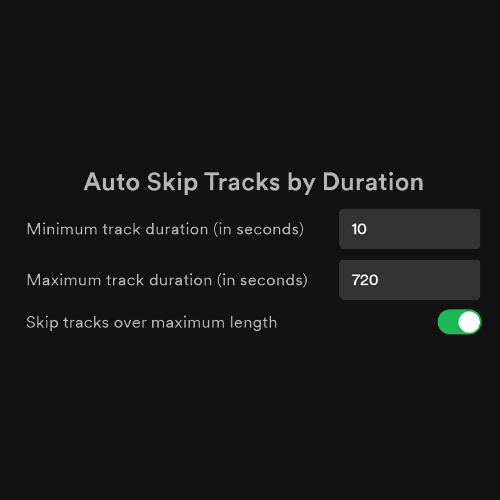 Auto Skip Tracks by Duration
Minimum track duration (in seconds) 10
Maximum track duration (in seconds) 720
Skip tracks over maximum length